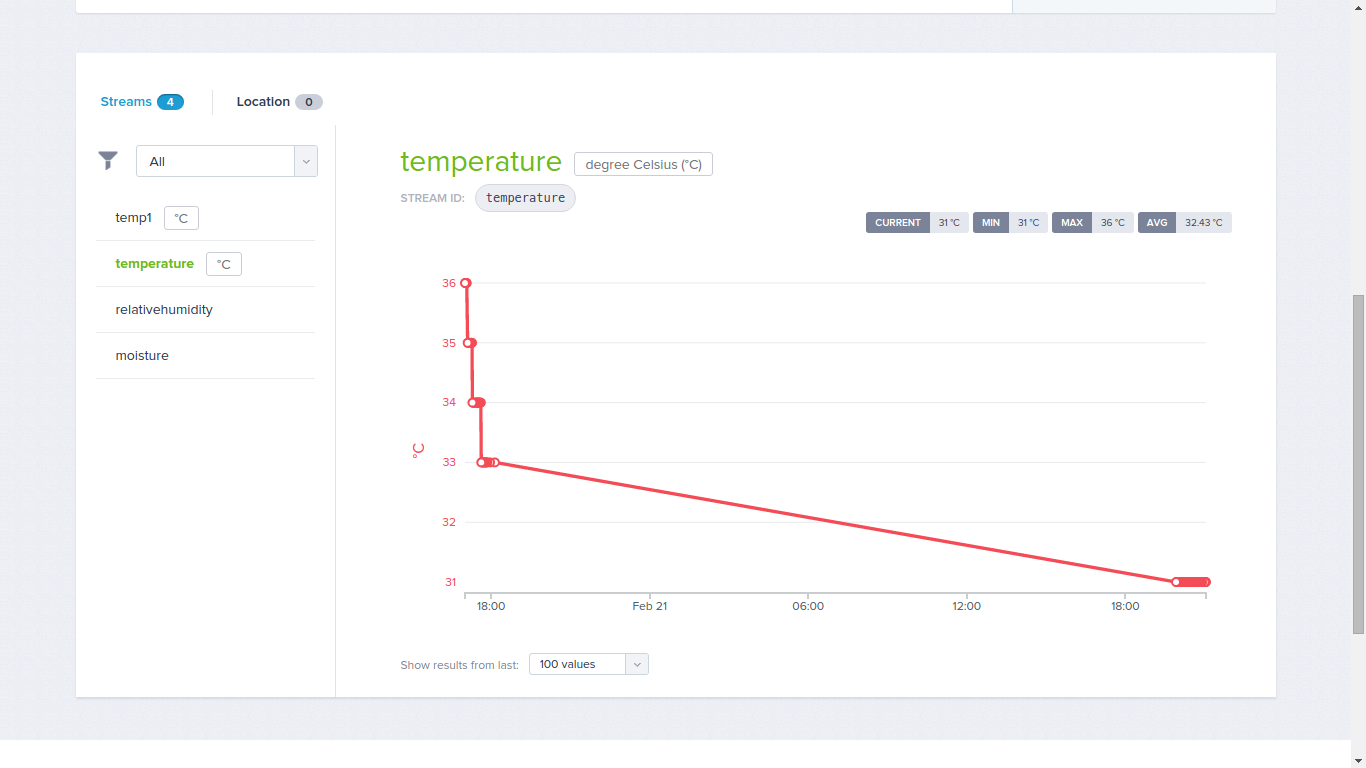 Streams 4 Location 0
All
temp1 °C
temperature °C
relativehumidity
moisture
temperature degree Celsius (°C)
STREAM ID: temperature
CURRENT 31 °C MIN 31 °C MAX 36 °C AVG 32.43 °C
36
35
34
33
32
31
°C
18:00 Feb 21 06:00 12:00 18:00
Show results from last: 100 values